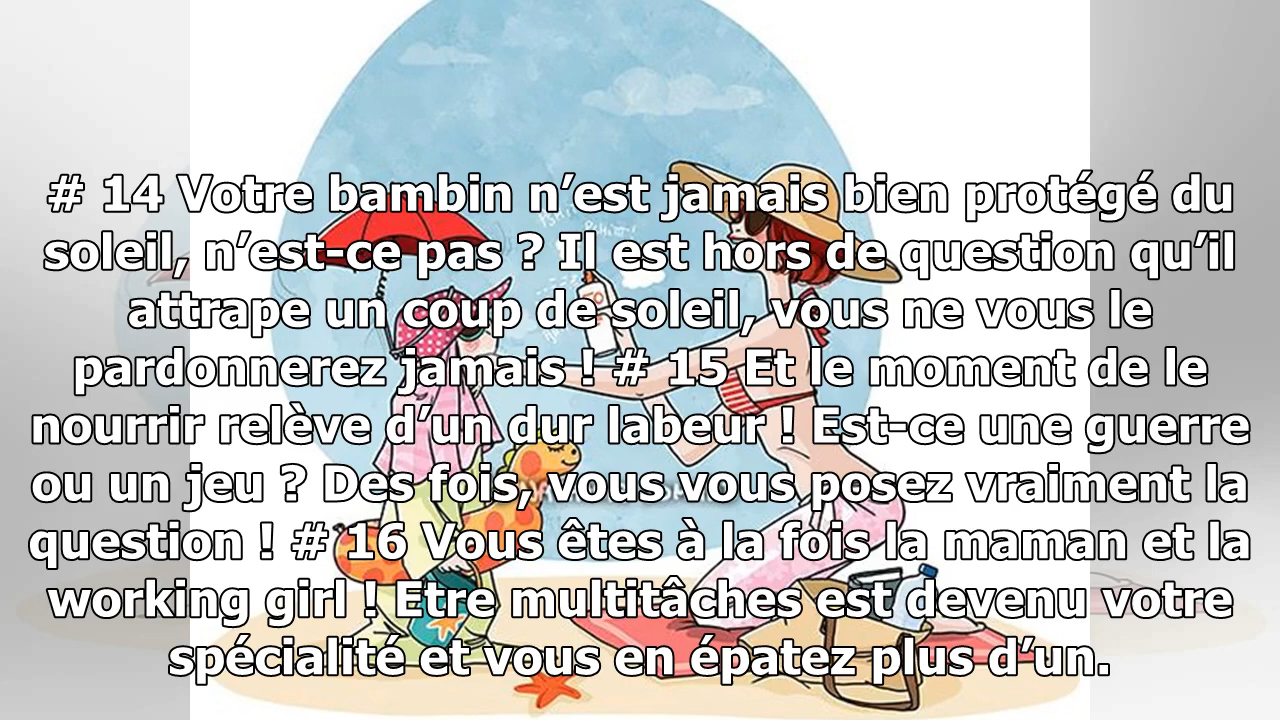 # 14 Votre bambin n’est jamais bien protégé du
soleil, n’est-ce pas ? Il est hors de question qu’il
attrape un coup de soleil, vous ne vous le
pardonnerez jamais ! # 15 Et le moment de le
nourrir relève d’un dur labeur ! Est-ce une guerre
ou un jeu ? Des fois, vous vous posez vraiment la
question ! # 16 Vous êtes à la fois la maman et la
working girl ! Etre multitâches est devenu votre
spécialité et vous en épatez plus d’un.